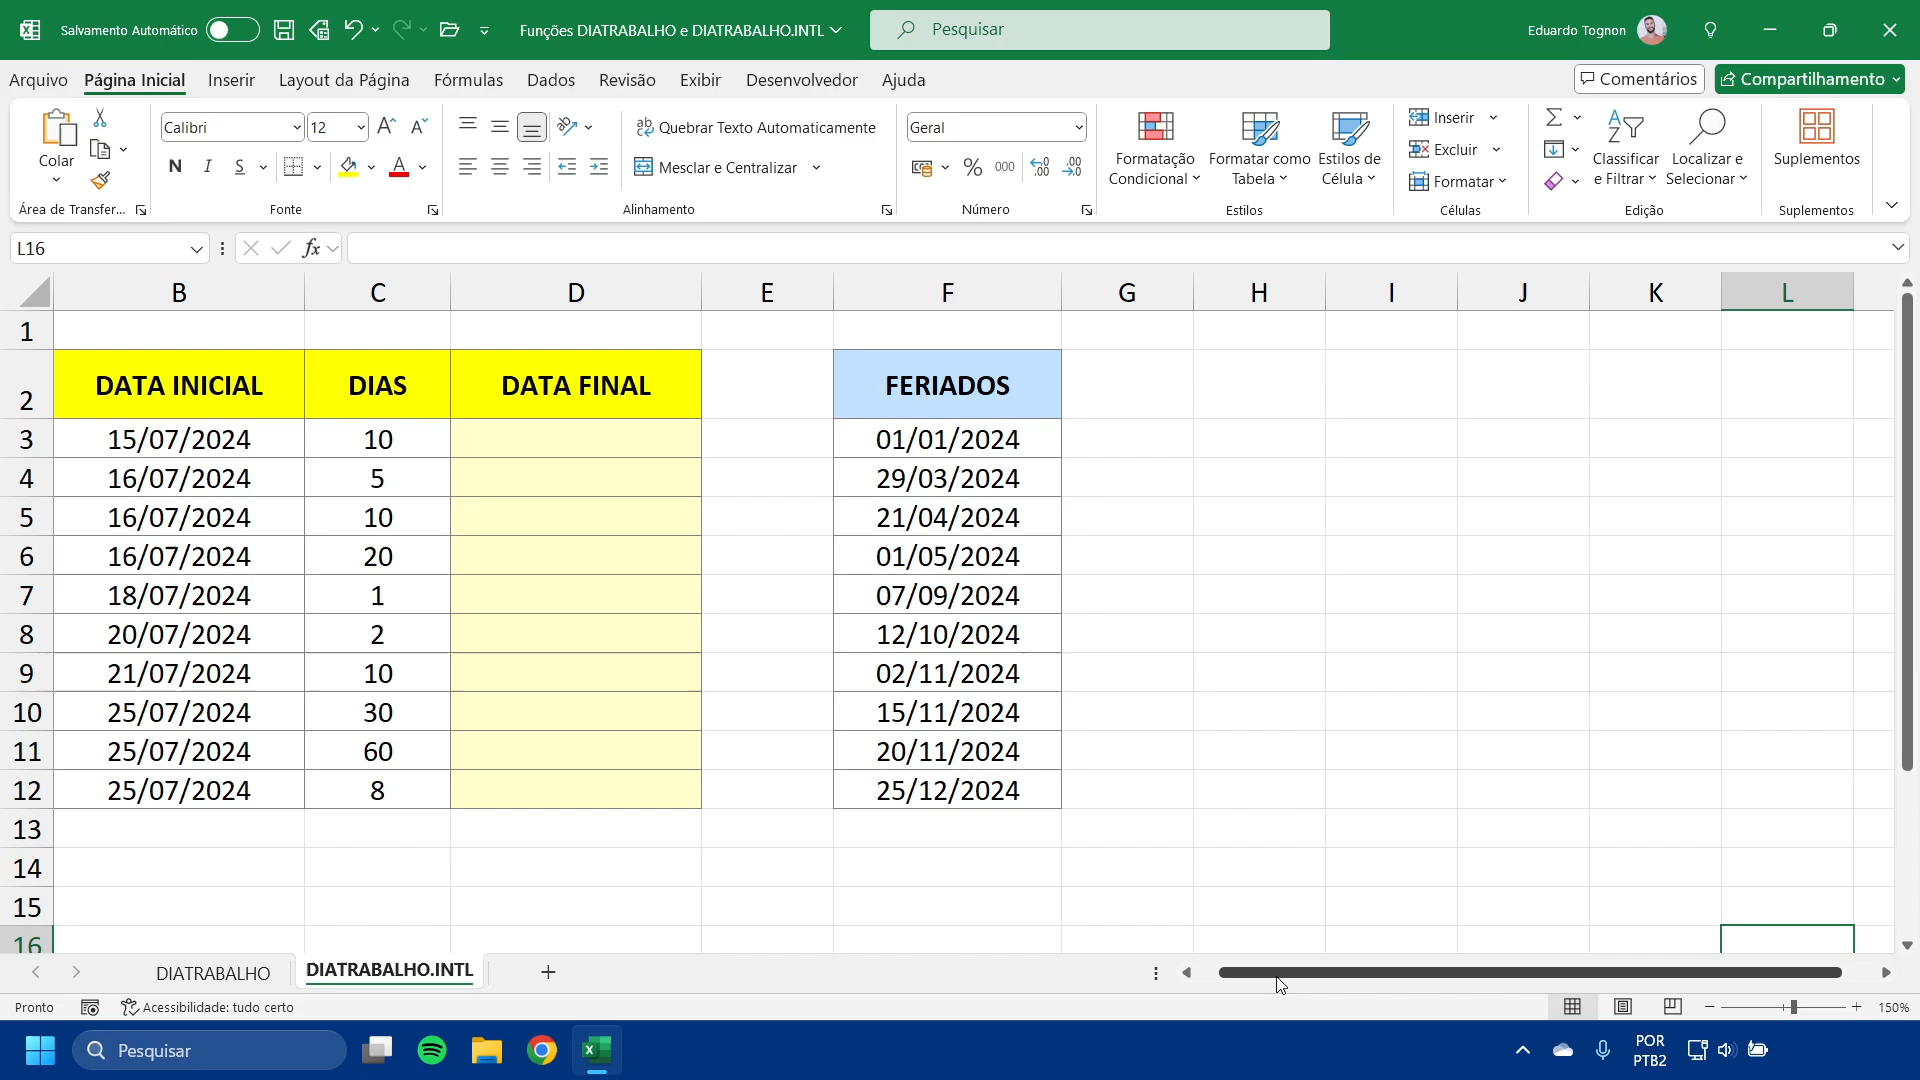 Salvamento Automático
Funções DIATRABALHO e DIATRABALHO.INTL
Pesquisar
Eduardo Tognon
Arquivo Página Inicial Inserir Layout da Página Fórmulas Dados Revisão Exibir Desenvolvedor Ajuda
Comentários
Compartilhamento
Colar
Área de Transfer...
Calibri
12
N I S
Fonte
Quebrar Texto Automaticamente
Mesclar e Centralizar
Alinhamento
Geral
% 000
Número
Formatação Condicional
Formatar como Tabela
Estilos de Célula
Estilos
Inserir
Excluir
Formatar
Células
Classificar e Filtrar
Localizar e Selecionar
Edição
Suplementos
Suplementos
L16
fx
B C D E F G H I J K L
1
2 DATA INICIAL DIAS DATA FINAL FERIADOS
3 15/07/2024 10 01/01/2024
4 16/07/2024 5 29/03/2024
5 16/07/2024 10 21/04/2024
6 16/07/2024 20 01/05/2024
7 18/07/2024 1 07/09/2024
8 20/07/2024 2 12/10/2024
9 21/07/2024 10 02/11/2024
10 25/07/2024 30 15/11/2024
11 25/07/2024 60 20/11/2024
12 25/07/2024 8 25/12/2024
13
14
15
16
DIATRABALHO DIATRABALHO.INTL
Pronto
Acessibilidade: tudo certo
150%
Pesquisar
POR
PTB2